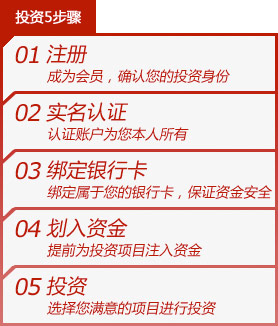 投资5步骤
01 注册
成为会员，确认您的投资身份
02 实名认证
认证账户为您本人所有
03 绑定银行卡
绑定属于您的银行卡，保证资金安全
04 划入资金
提前为投资项目注入资金
05 投资
选择您满意的项目进行投资